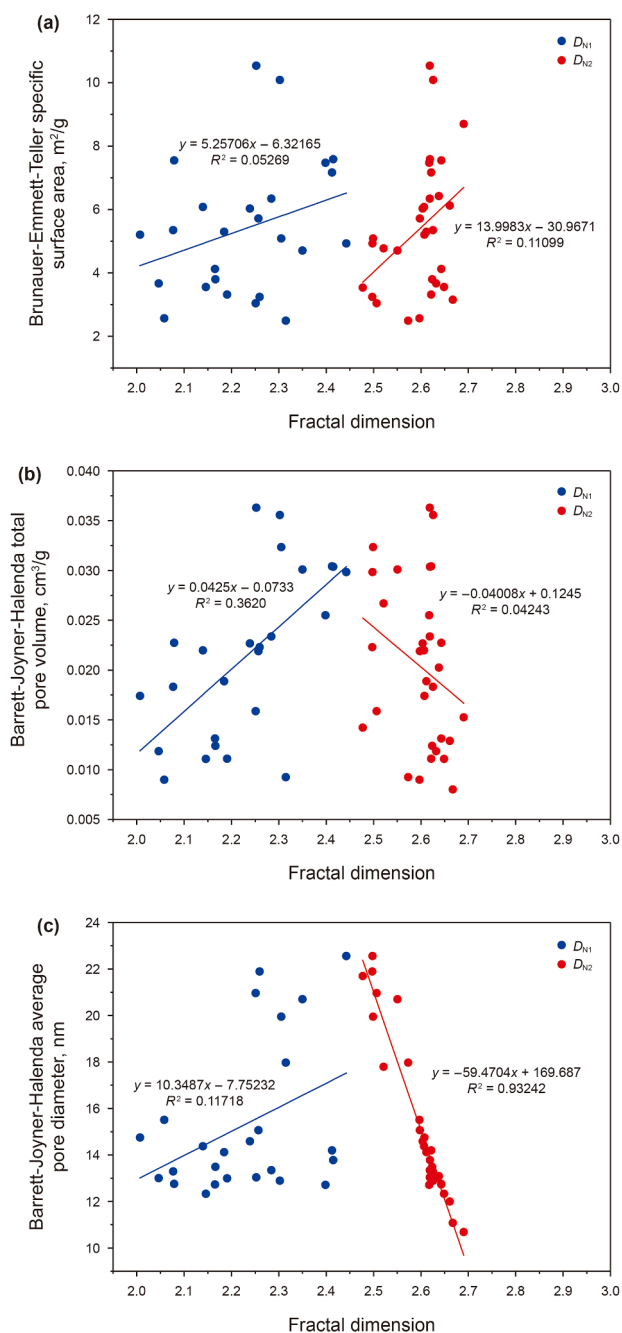 (a)
12
10
8
6
4
2
Brunauer-Emmett-Teller specific
surface area, m²/g
D_N1
D_N2
y = 5.25706x − 6.32165
R² = 0.05269
y = 13.9983x − 30.9671
R² = 0.11099
2.0 2.1 2.2 2.3 2.4 2.5 2.6 2.7 2.8 2.9 3.0
Fractal dimension
(b)
0.040
0.035
0.030
0.025
0.020
0.015
0.010
0.005
Barrett-Joyner-Halenda total
pore volume, cm³/g
D_N1
D_N2
y = 0.0425x − 0.0733
R² = 0.3620
y = −0.04008x + 0.1245
R² = 0.04243
2.0 2.1 2.2 2.3 2.4 2.5 2.6 2.7 2.8 2.9 3.0
Fractal dimension
(c)
24
22
20
18
16
14
12
10
Barrett-Joyner-Halenda average
pore diameter, nm
D_N1
D_N2
y = 10.3487x − 7.75232
R² = 0.11718
y = −59.4704x + 169.687
R² = 0.93242
2.0 2.1 2.2 2.3 2.4 2.5 2.6 2.7 2.8 2.9 3.0
Fractal dimension